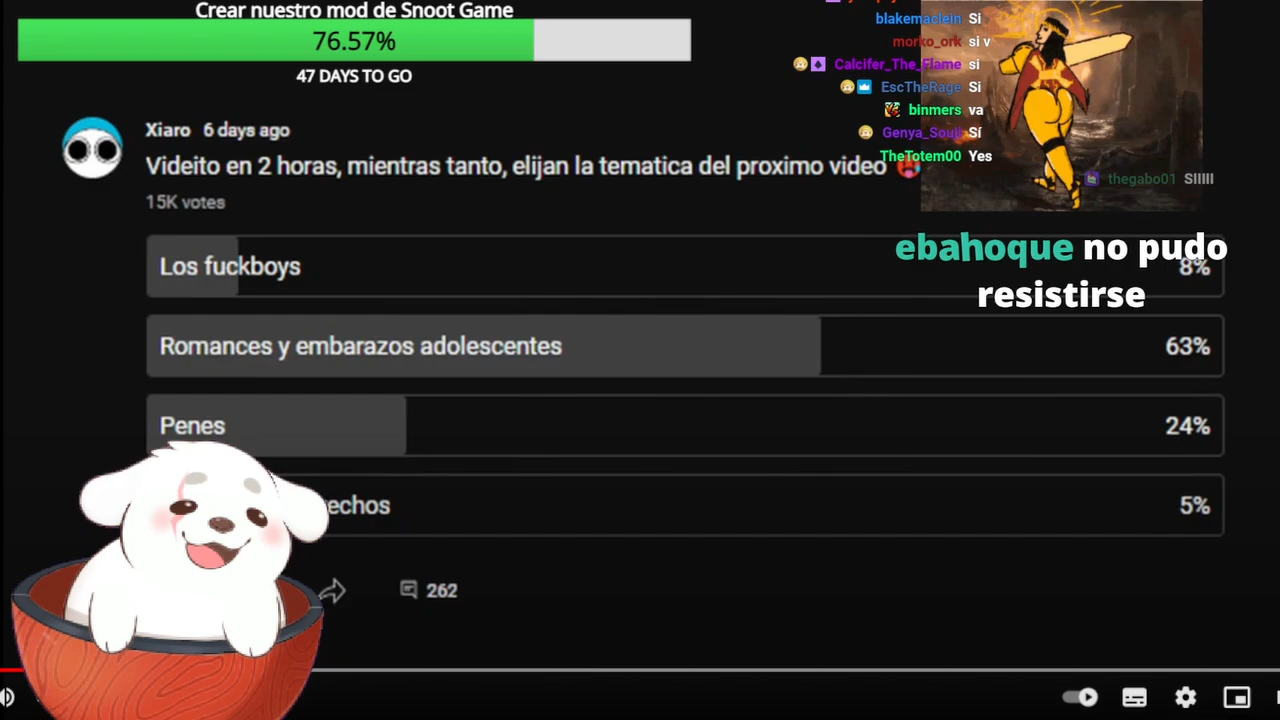 Crear nuestro mod de Snoot Game
76.57%
47 DAYS TO GO
blakemaclein Si
morko_ork si v
Calcifer_The_Flame si
EscTheRage Si
binmers va
Genya_Souji Sí
TheTotem00 Yes
thegabo01 SIIIII
ebahoque no pudo
resistirse
Xiaro 6 days ago
Videito en 2 horas, mientras tanto, elijan la tematica del proximo video
15K votes
Los fuckboys 8%
Romances y embarazos adolescentes 63%
Penes 24%
echos 5%
262